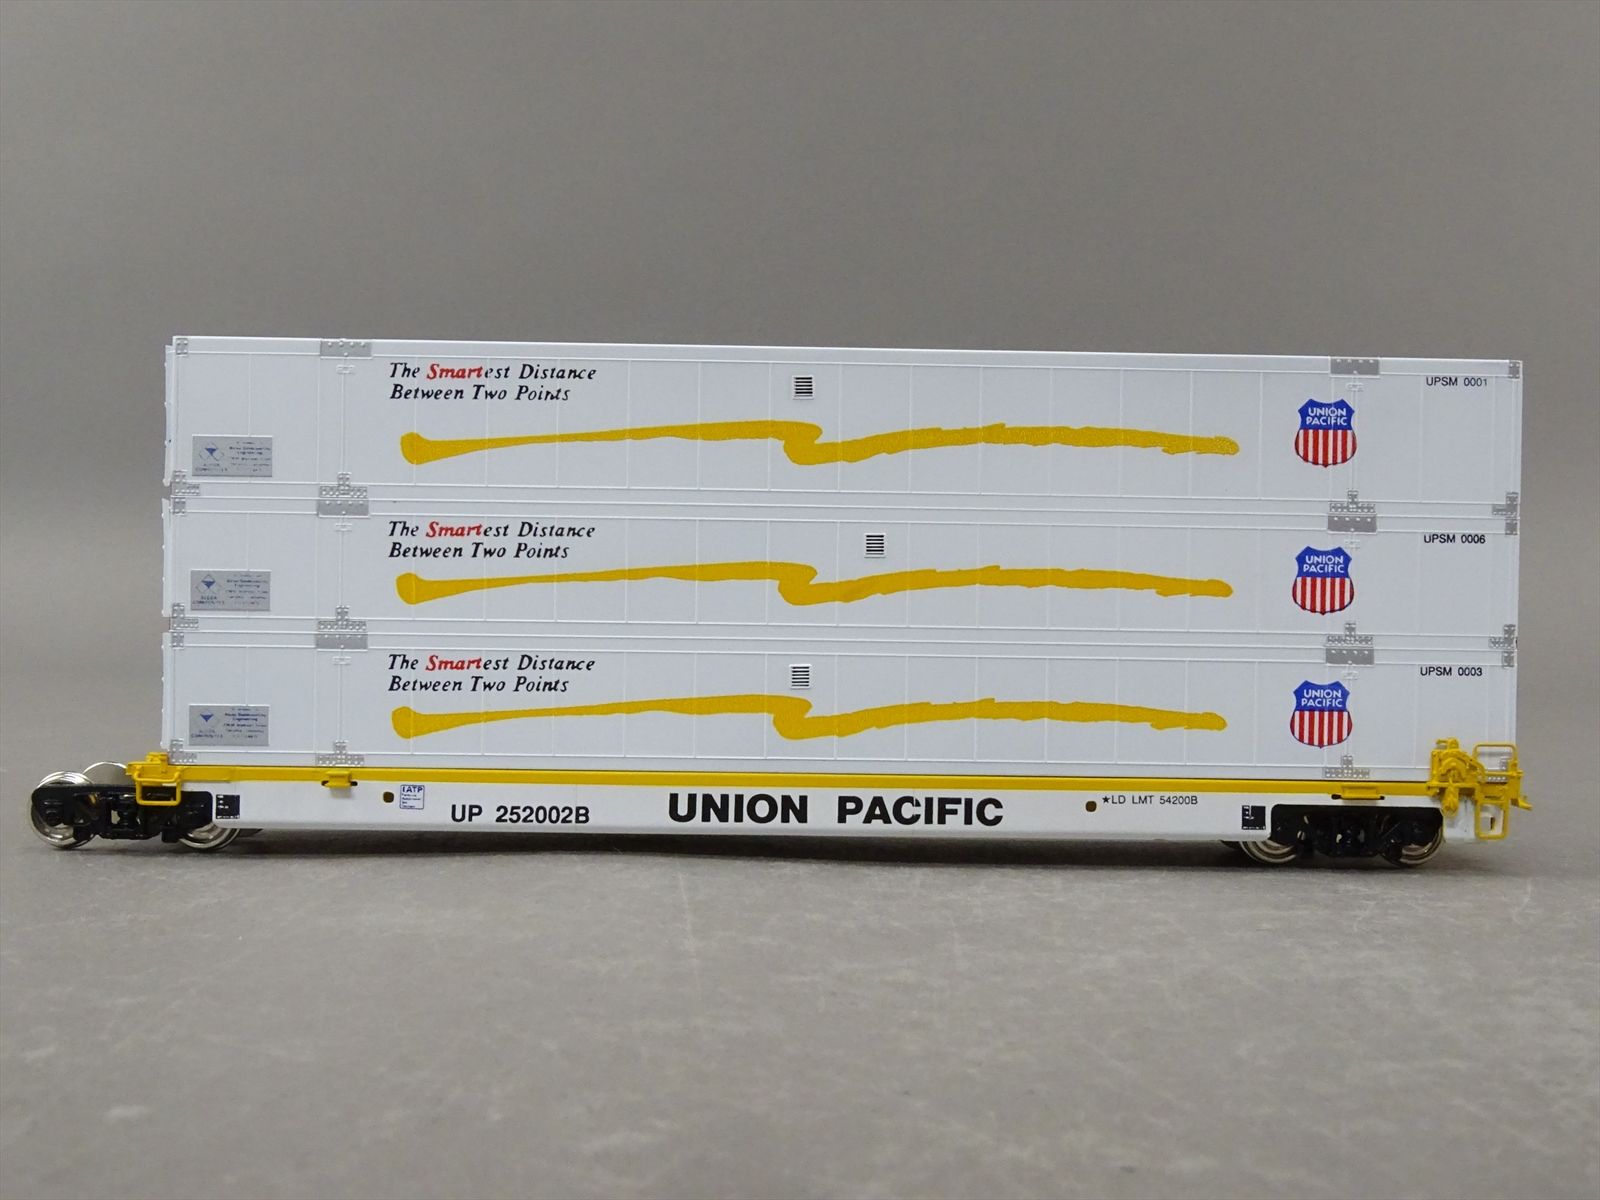 The Smartest Distance
Between Two Points
UPSM 0001
UNION
PACIFIC
The Smartest Distance
Between Two Points
UPSM 0006
UNION
PACIFIC
The Smartest Distance
Between Two Points
UPSM 0003
UNION
PACIFIC
IATP
UP 252002B
UNION PACIFIC
★LD LMT 54200B